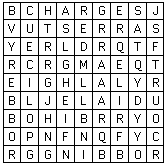 B C H A R G E S J
V U T S E R R A S
Y E R L D R Q T F
R C R G M A E Q T
E I G H L A L Y R
B L J E L A I D U
B O H I B R R Y O
O P N F N Q F Y C
R G G N I B B O R